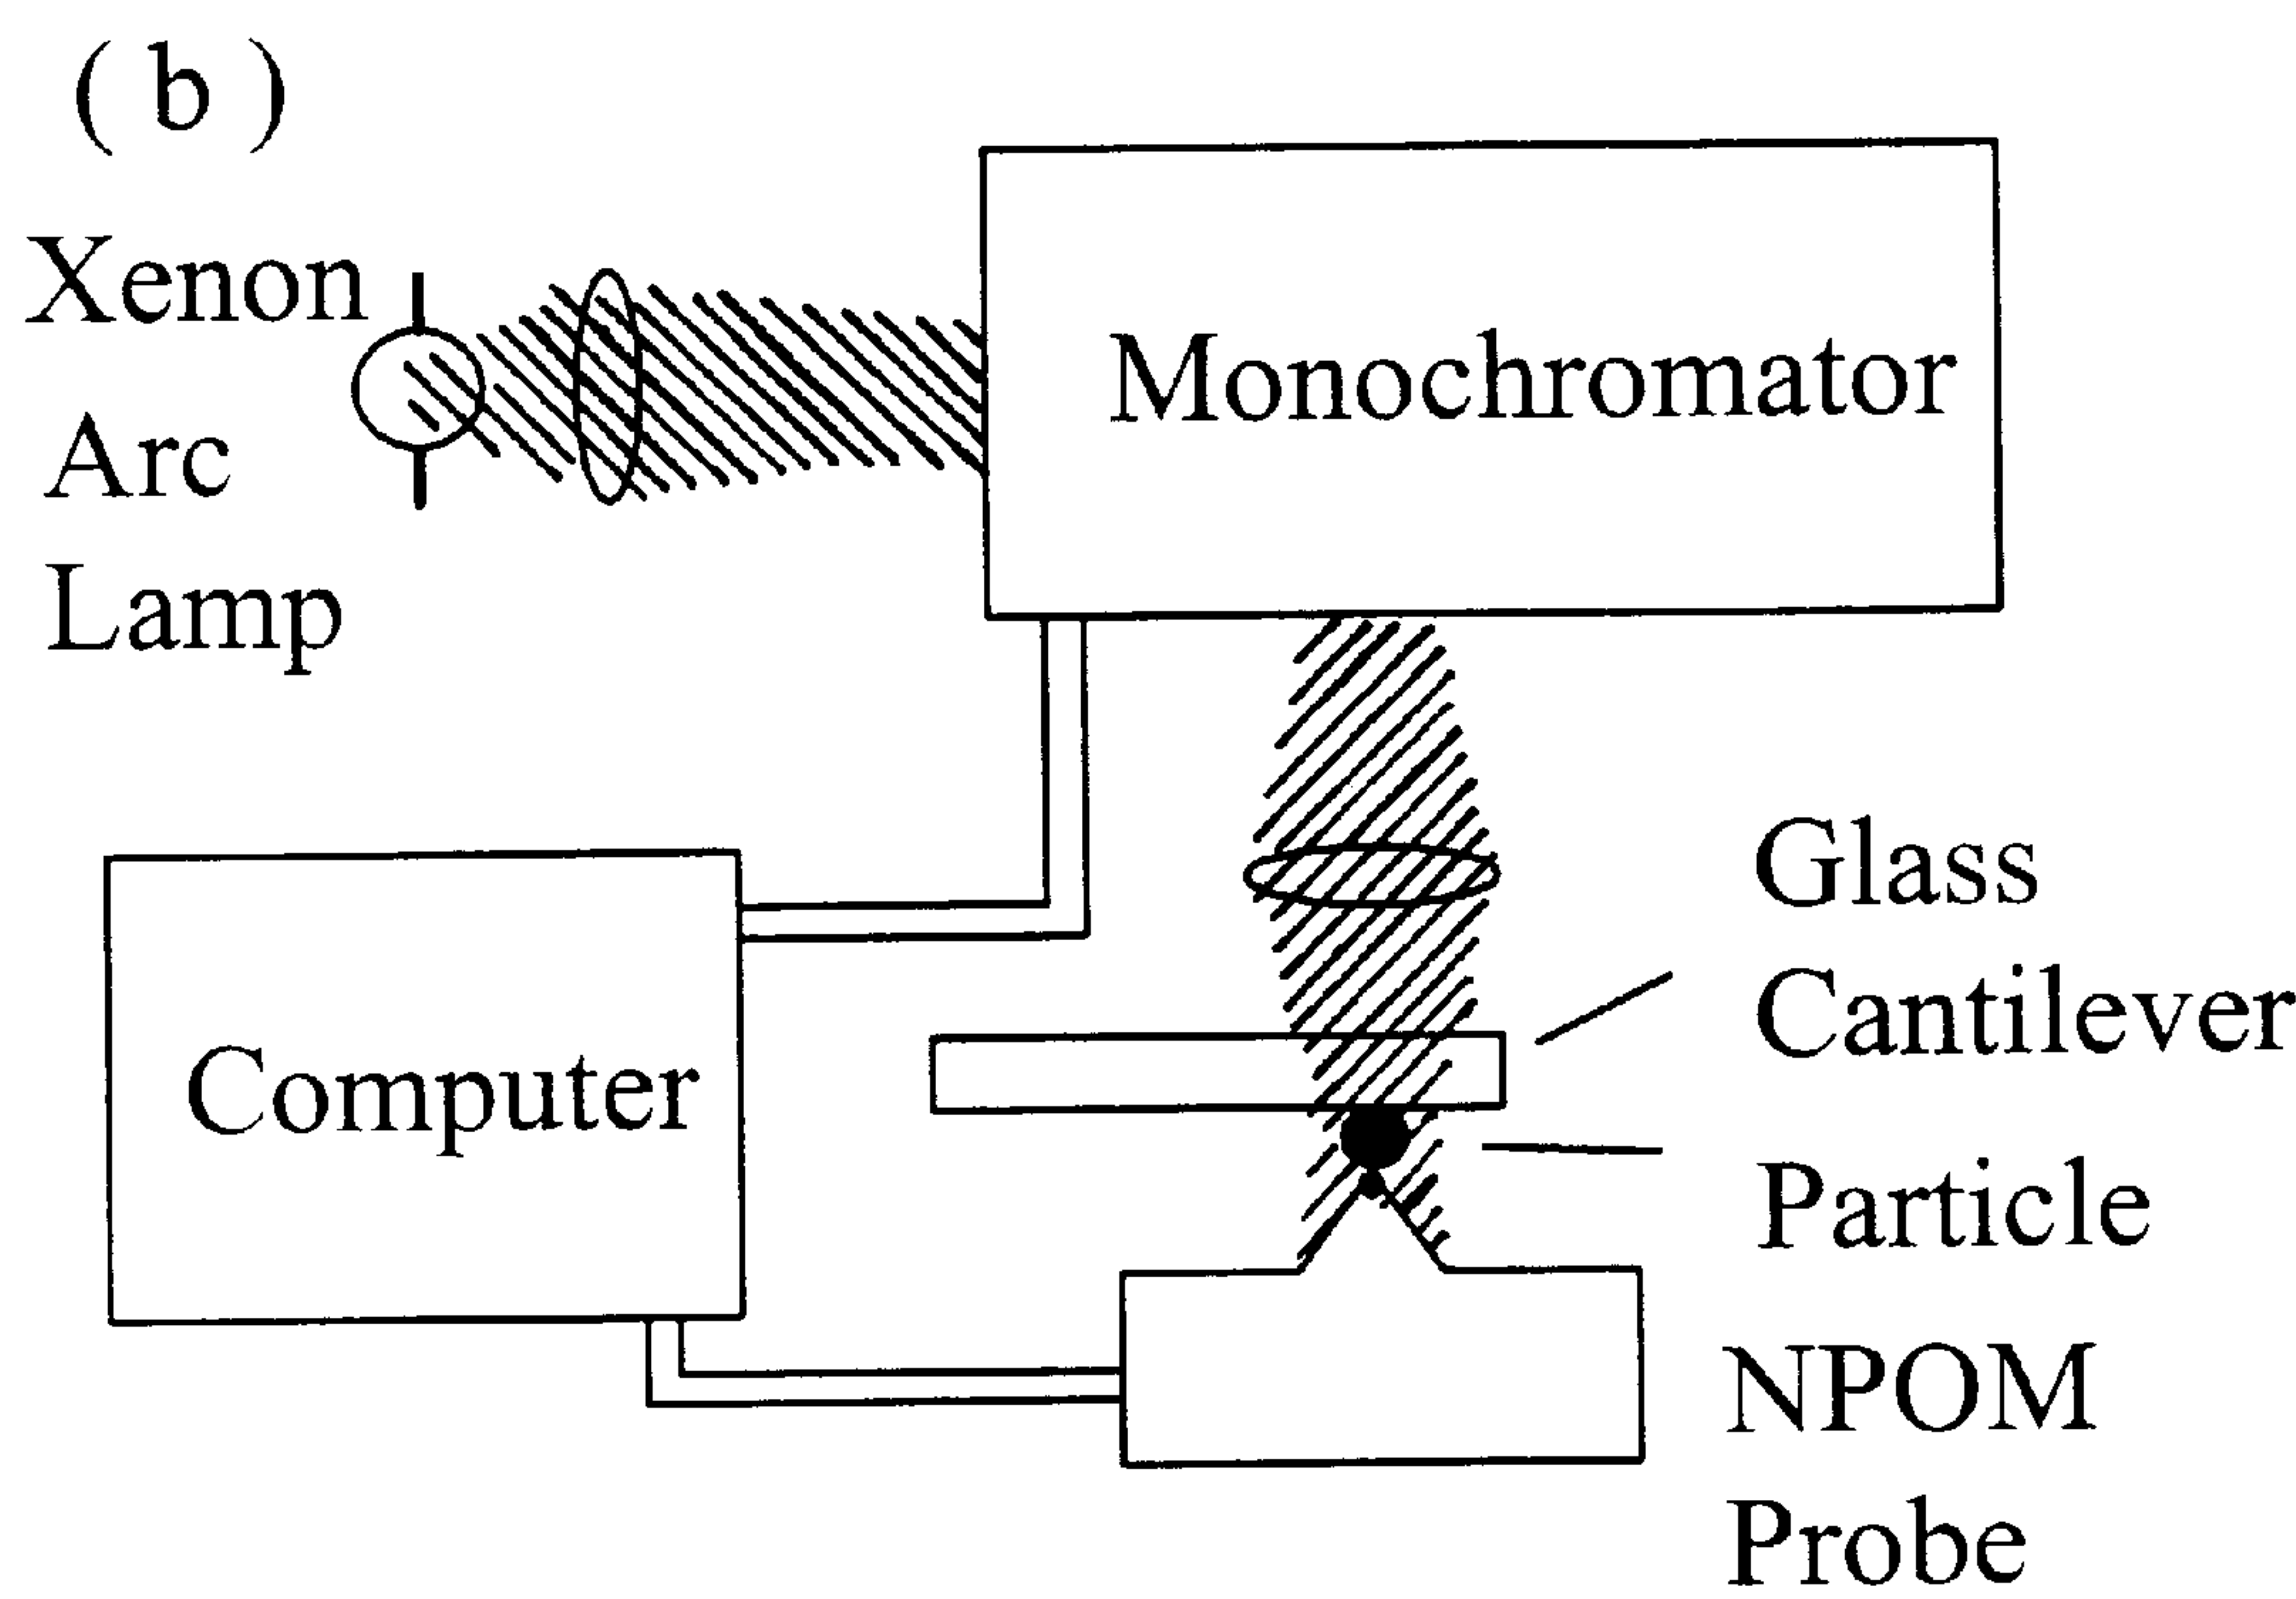 ( b )
Xenon
Arc
Lamp
Monochromator
Computer
Glass
Cantilever
Particle
NPOM
Probe